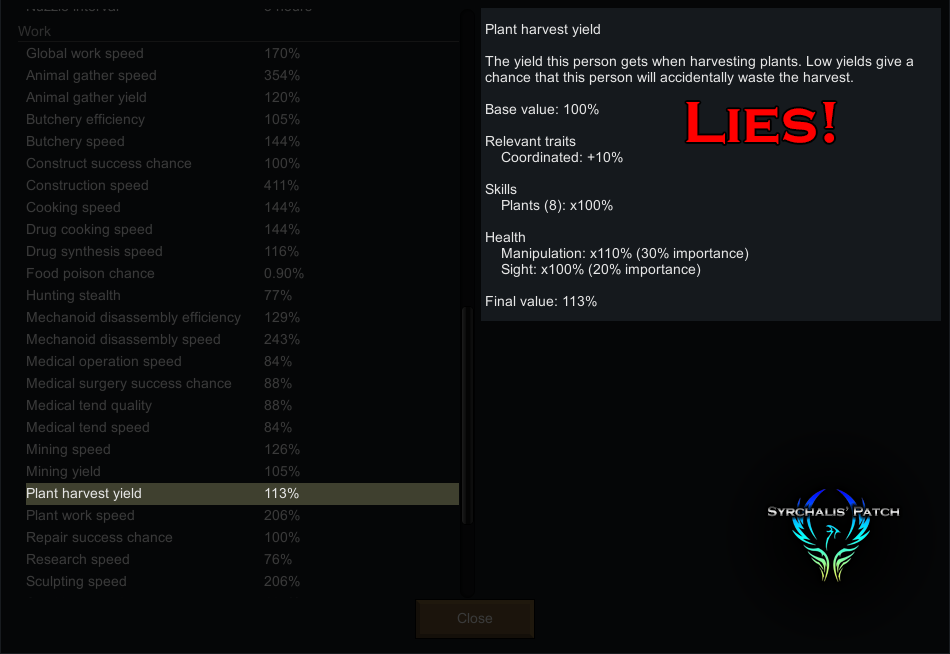 Nuzzle interval 8 hours
Work
Global work speed 170%
Animal gather speed 354%
Animal gather yield 120%
Butchery efficiency 105%
Butchery speed 144%
Construct success chance 100%
Construction speed 411%
Cooking speed 144%
Drug cooking speed 144%
Drug synthesis speed 116%
Food poison chance 0.90%
Hunting stealth 77%
Mechanoid disassembly efficiency 129%
Mechanoid disassembly speed 243%
Medical operation speed 84%
Medical surgery success chance 88%
Medical tend quality 88%
Medical tend speed 84%
Mining speed 126%
Mining yield 105%
Plant harvest yield 113%
Plant work speed 206%
Repair success chance 100%
Research speed 76%
Sculpting speed 206%
Close
Plant harvest yield
The yield this person gets when harvesting plants. Low yields give a
chance that this person will accidentally waste the harvest.
Base value: 100%
LIES!
Relevant traits
Coordinated: +10%
Skills
Plants (8): x100%
Health
Manipulation: x110% (30% importance)
Sight: x100% (20% importance)
Final value: 113%
SYRCHALIS' PATCH